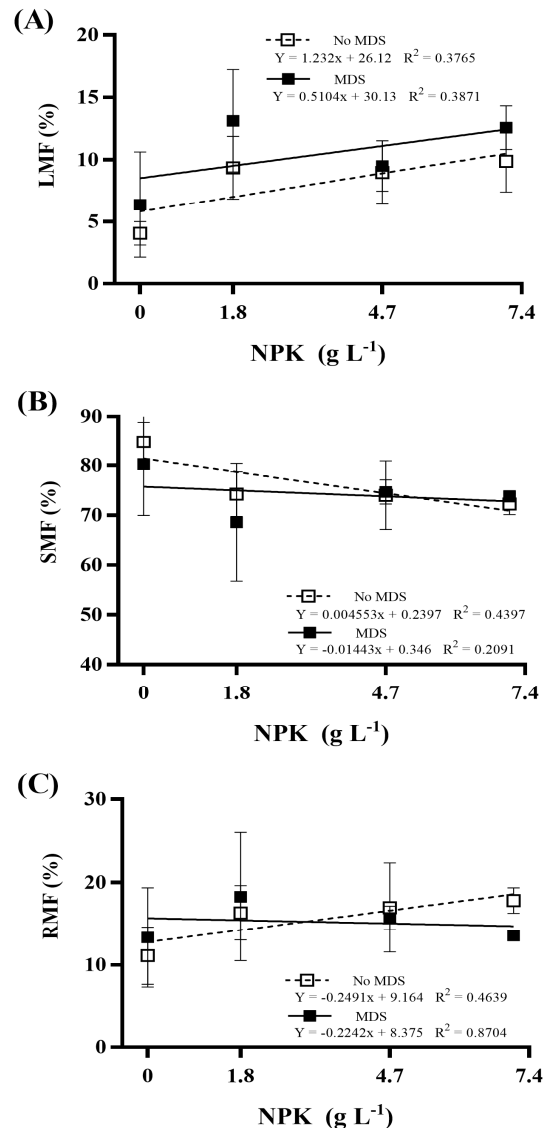 (A)
No MDS
Y = 1.232x + 26.12 R² = 0.3765
MDS
Y = 0.5104x + 30.13 R² = 0.3871
LMF (%)
20
15
10
5
0
0 1.8 4.7 7.4
NPK (g L⁻¹)
(B)
SMF (%)
90
80
70
60
50
40
No MDS
Y = 0.004553x + 0.2397 R² = 0.4397
MDS
Y = -0.01443x + 0.346 R² = 0.2091
0 1.8 4.7 7.4
NPK (g L⁻¹)
(C)
RMF (%)
30
20
10
0
No MDS
Y = -0.2491x + 9.164 R² = 0.4639
MDS
Y = -0.2242x + 8.375 R² = 0.8704
0 1.8 4.7 7.4
NPK (g L⁻¹)